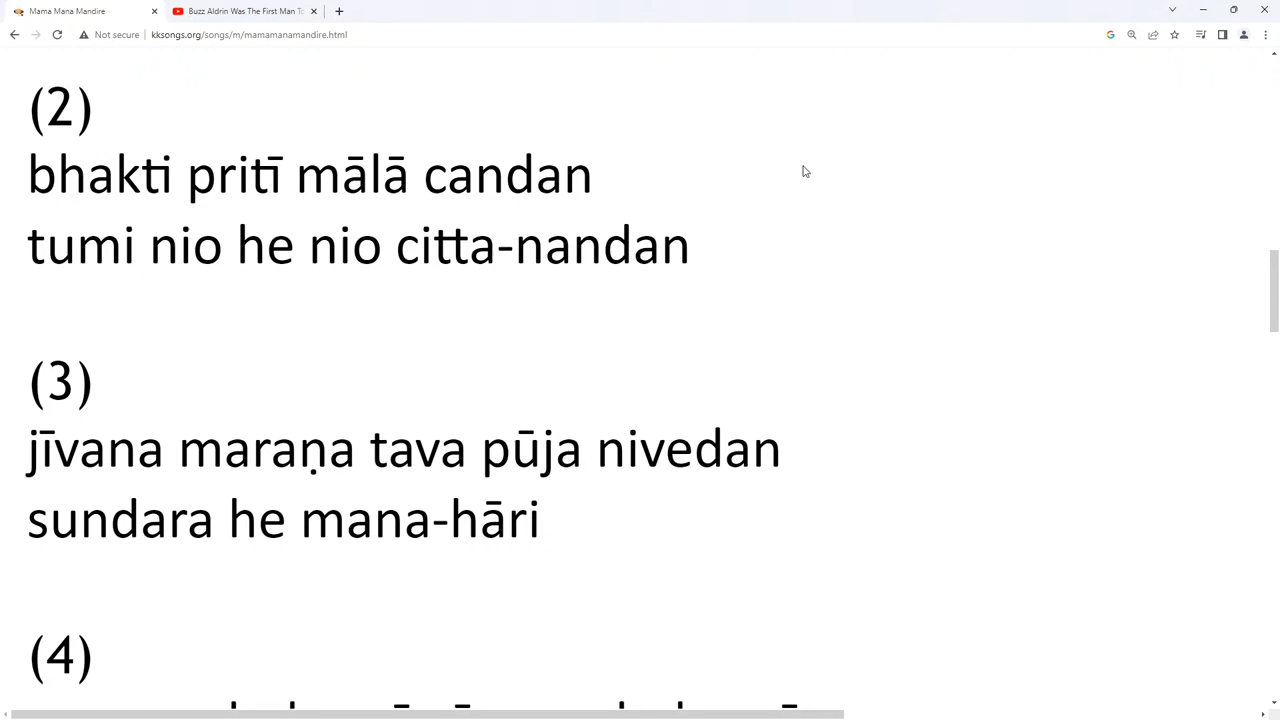 Mama Mana Mandire
Buzz Aldrin Was The First Man To
Not secure
kksongs.org/songs/m/mamamanamandire.html
(2)
bhakti pritī mālā candan
tumi nio he nio citta-nandan
(3)
jīvana maraṇa tava pūja nivedan
sundara he mana-hāri
(4)